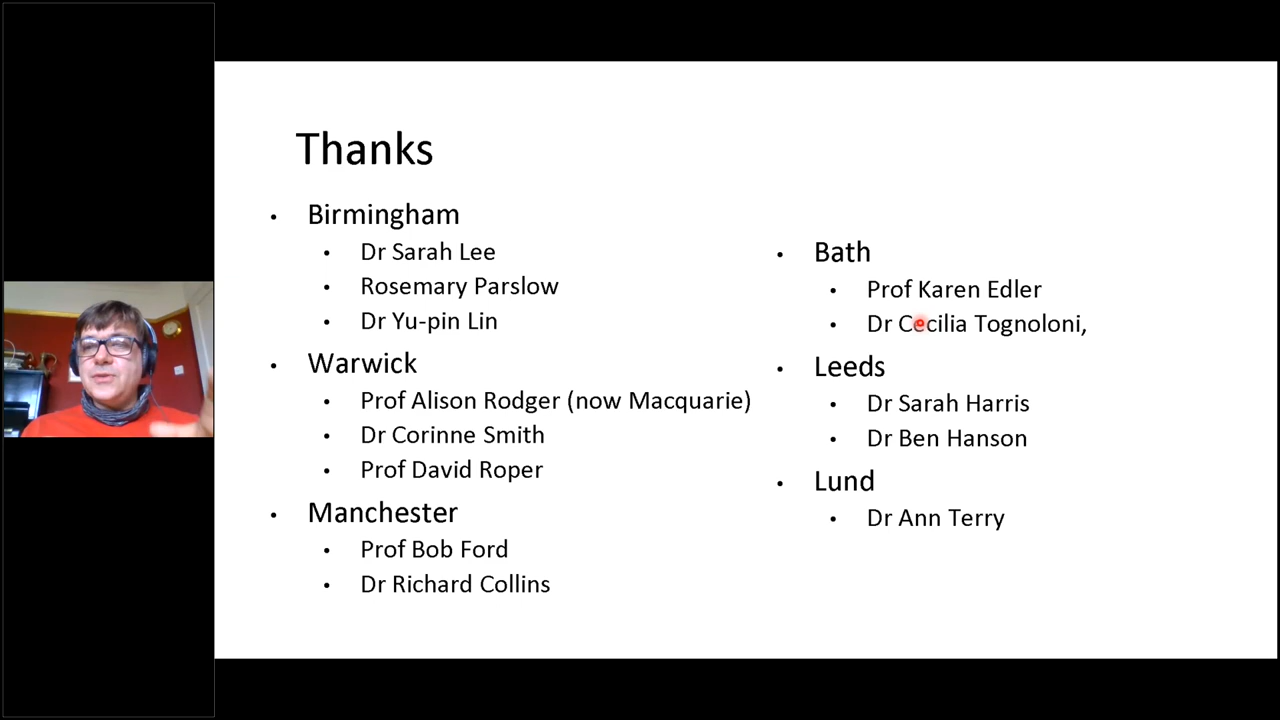 Thanks
• Birmingham
• Dr Sarah Lee
• Rosemary Parslow
• Dr Yu-pin Lin
• Warwick
• Prof Alison Rodger (now Macquarie)
• Dr Corinne Smith
• Prof David Roper
• Manchester
• Prof Bob Ford
• Dr Richard Collins
• Bath
• Prof Karen Edler
• Dr Cecilia Tognoloni,
• Leeds
• Dr Sarah Harris
• Dr Ben Hanson
• Lund
• Dr Ann Terry